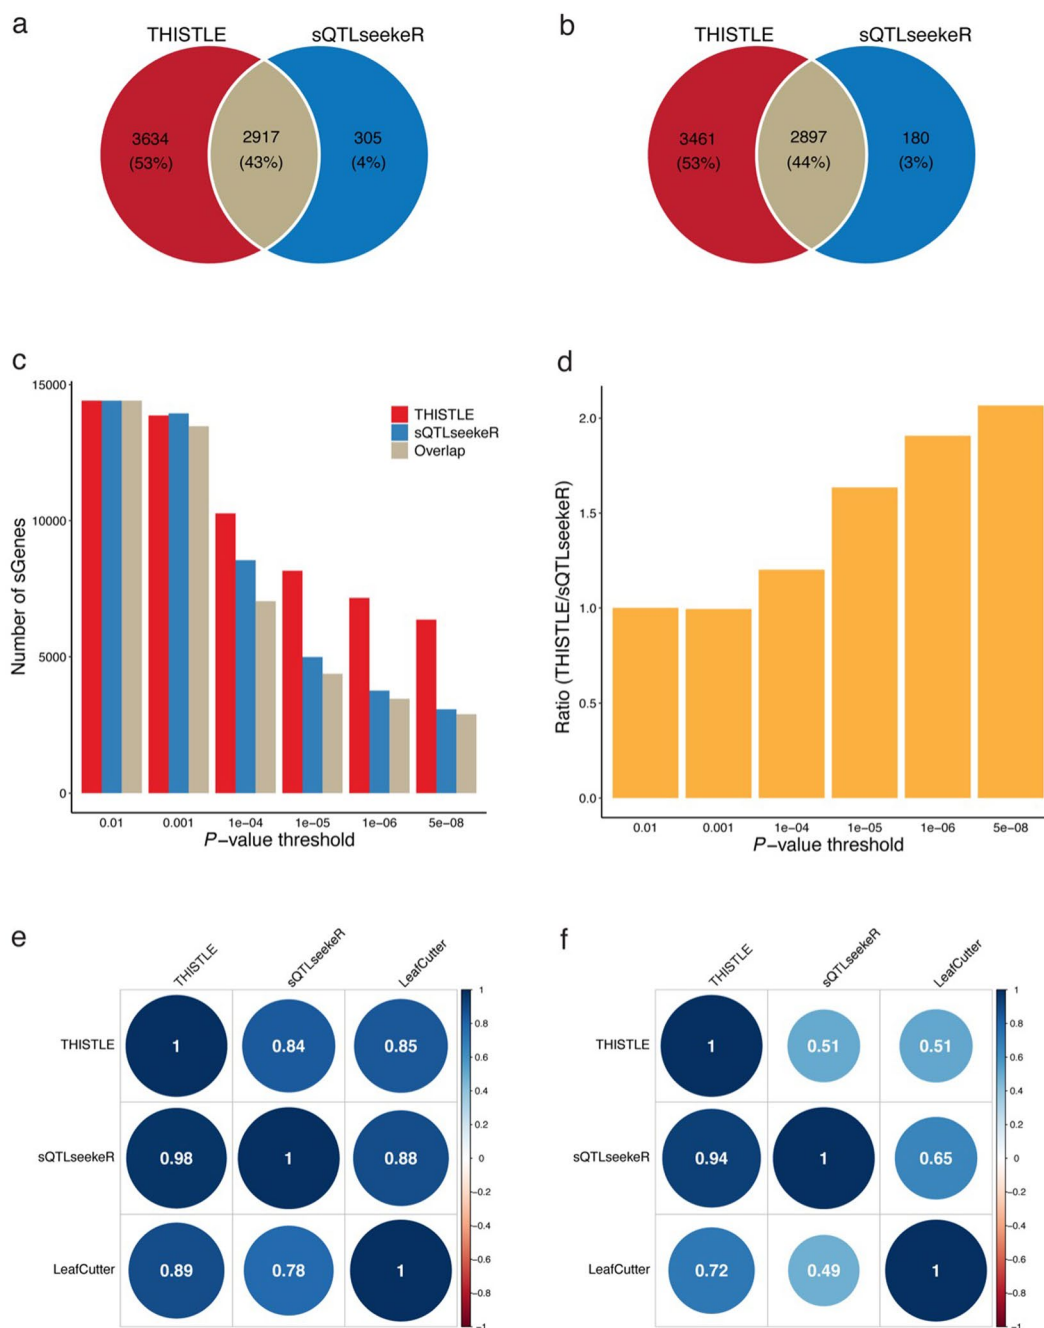 a
THISTLE sQTLseekeR
3634 2917 305
(53%) (43%) (4%)
b
THISTLE sQTLseekeR
3461 2897 180
(53%) (44%) (3%)
c
Number of sGenes
15000
10000
5000
0
THISTLE
sQTLseekeR
Overlap
0.01 0.001 1e−04 1e−05 1e−06 5e−08
P−value threshold
d
Ratio (THISTLE/sQTLseekeR)
2.0
1.5
1.0
0.5
0.0
0.01 0.001 1e−04 1e−05 1e−06 5e−08
P−value threshold
e
THISTLE sQTLseekeR LeafCutter
THISTLE 1 0.84 0.85
sQTLseekeR 0.98 1 0.88
LeafCutter 0.89 0.78 1
1
0.8
0.6
0.4
0.2
0
−0.2
−0.4
−0.6
−0.8
−1
f
THISTLE sQTLseekeR LeafCutter
THISTLE 1 0.51 0.51
sQTLseekeR 0.94 1 0.65
LeafCutter 0.72 0.49 1
1
0.8
0.6
0.4
0.2
0
−0.2
−0.4
−0.6
−0.8
−1